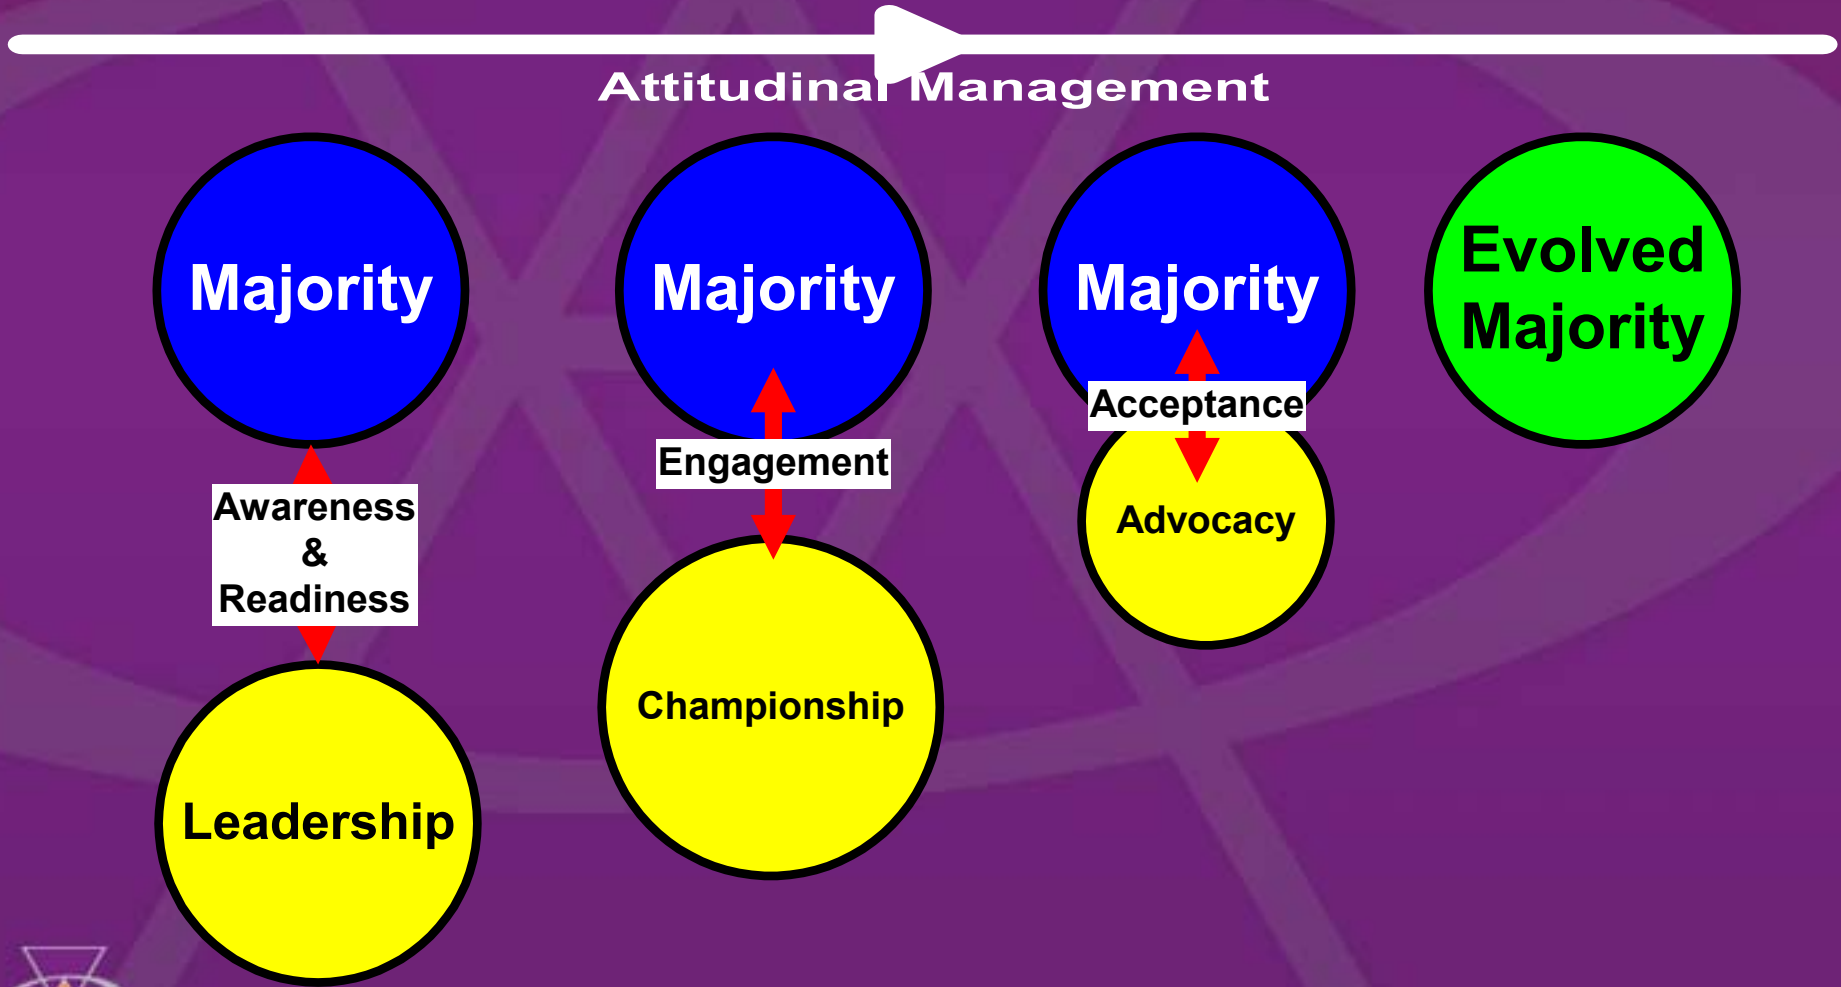 Attitudinal Management
Majority
Majority
Majority
Evolved
Majority
Acceptance
Engagement
Awareness
&
Readiness
Advocacy
Championship
Leadership